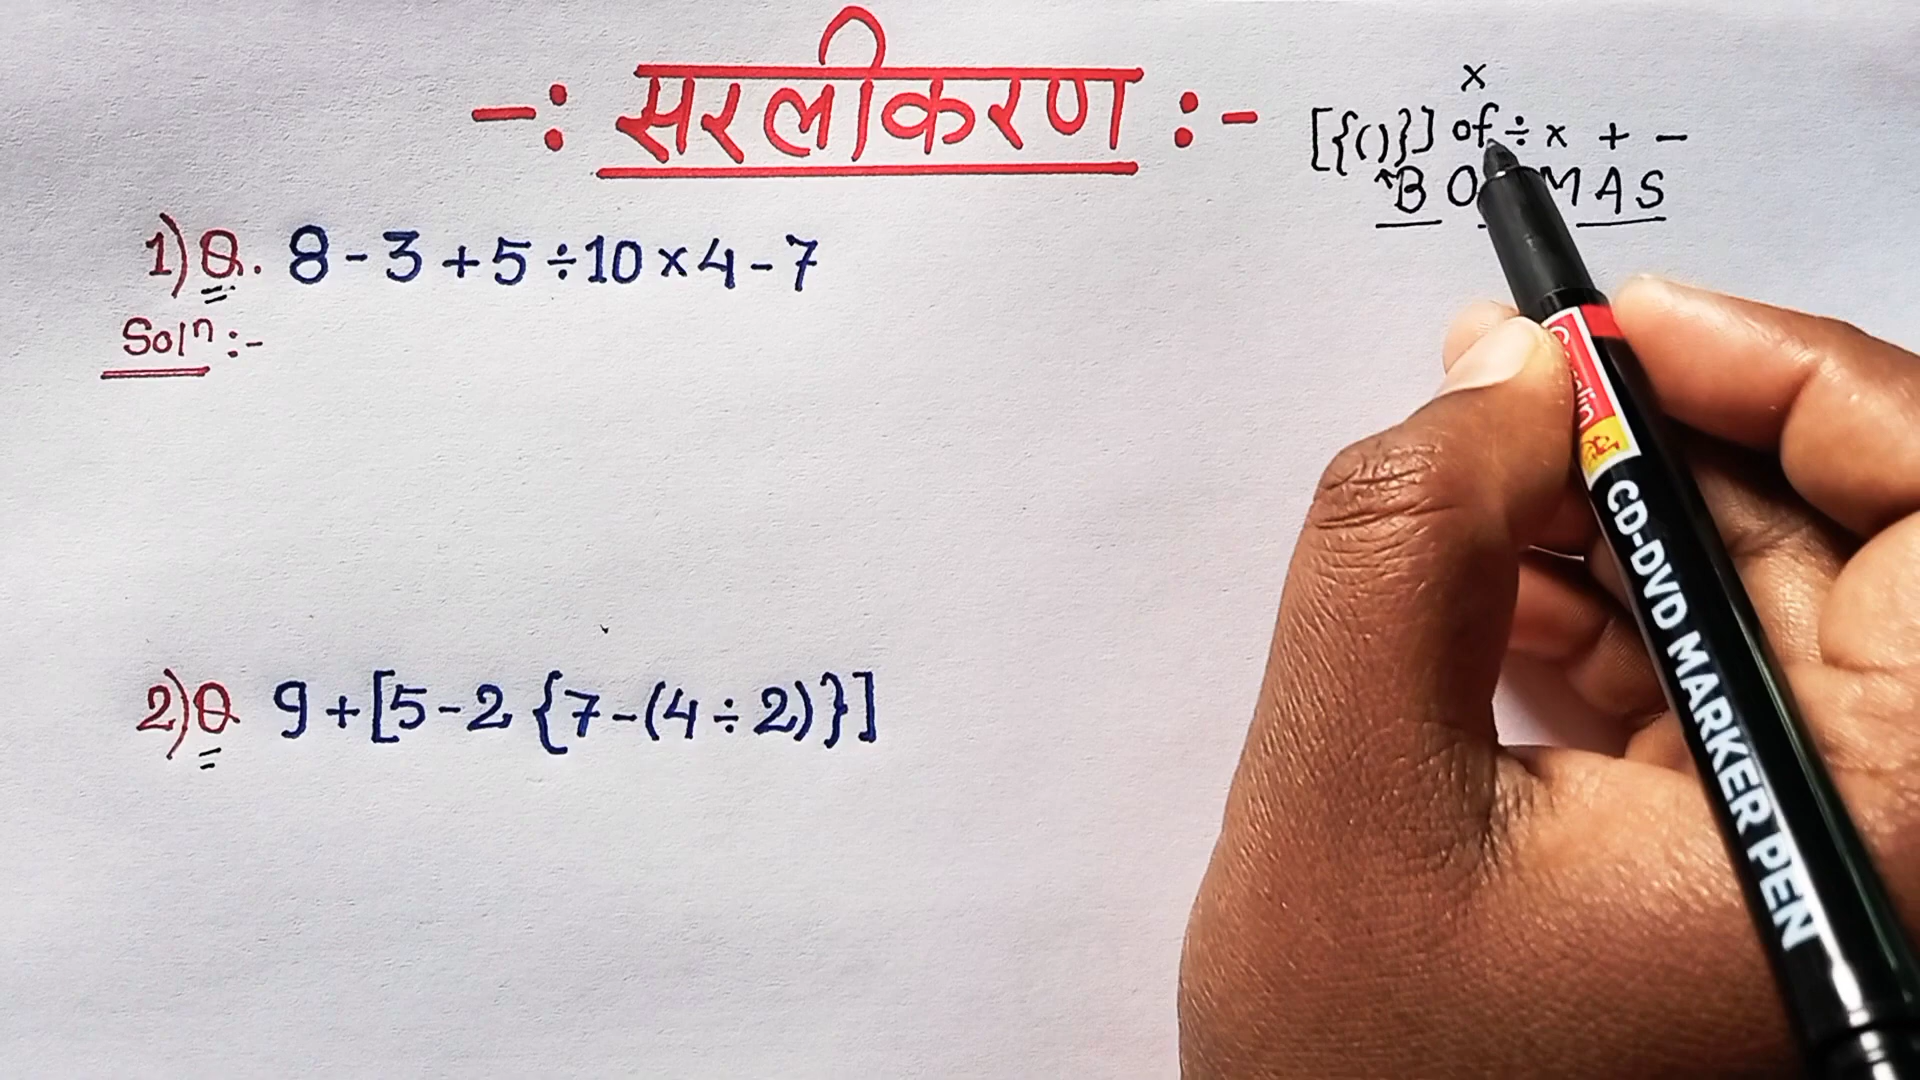 -: सरलीकरण :-
x
[{()}] of ÷ x + -
B O MAS
1) Q. 8 - 3 + 5 ÷ 10 × 4 - 7
Solⁿ :-
2) Q 9 + [5 - 2 {7 - (4 ÷ 2)}]
CD-DVD MARKER PEN